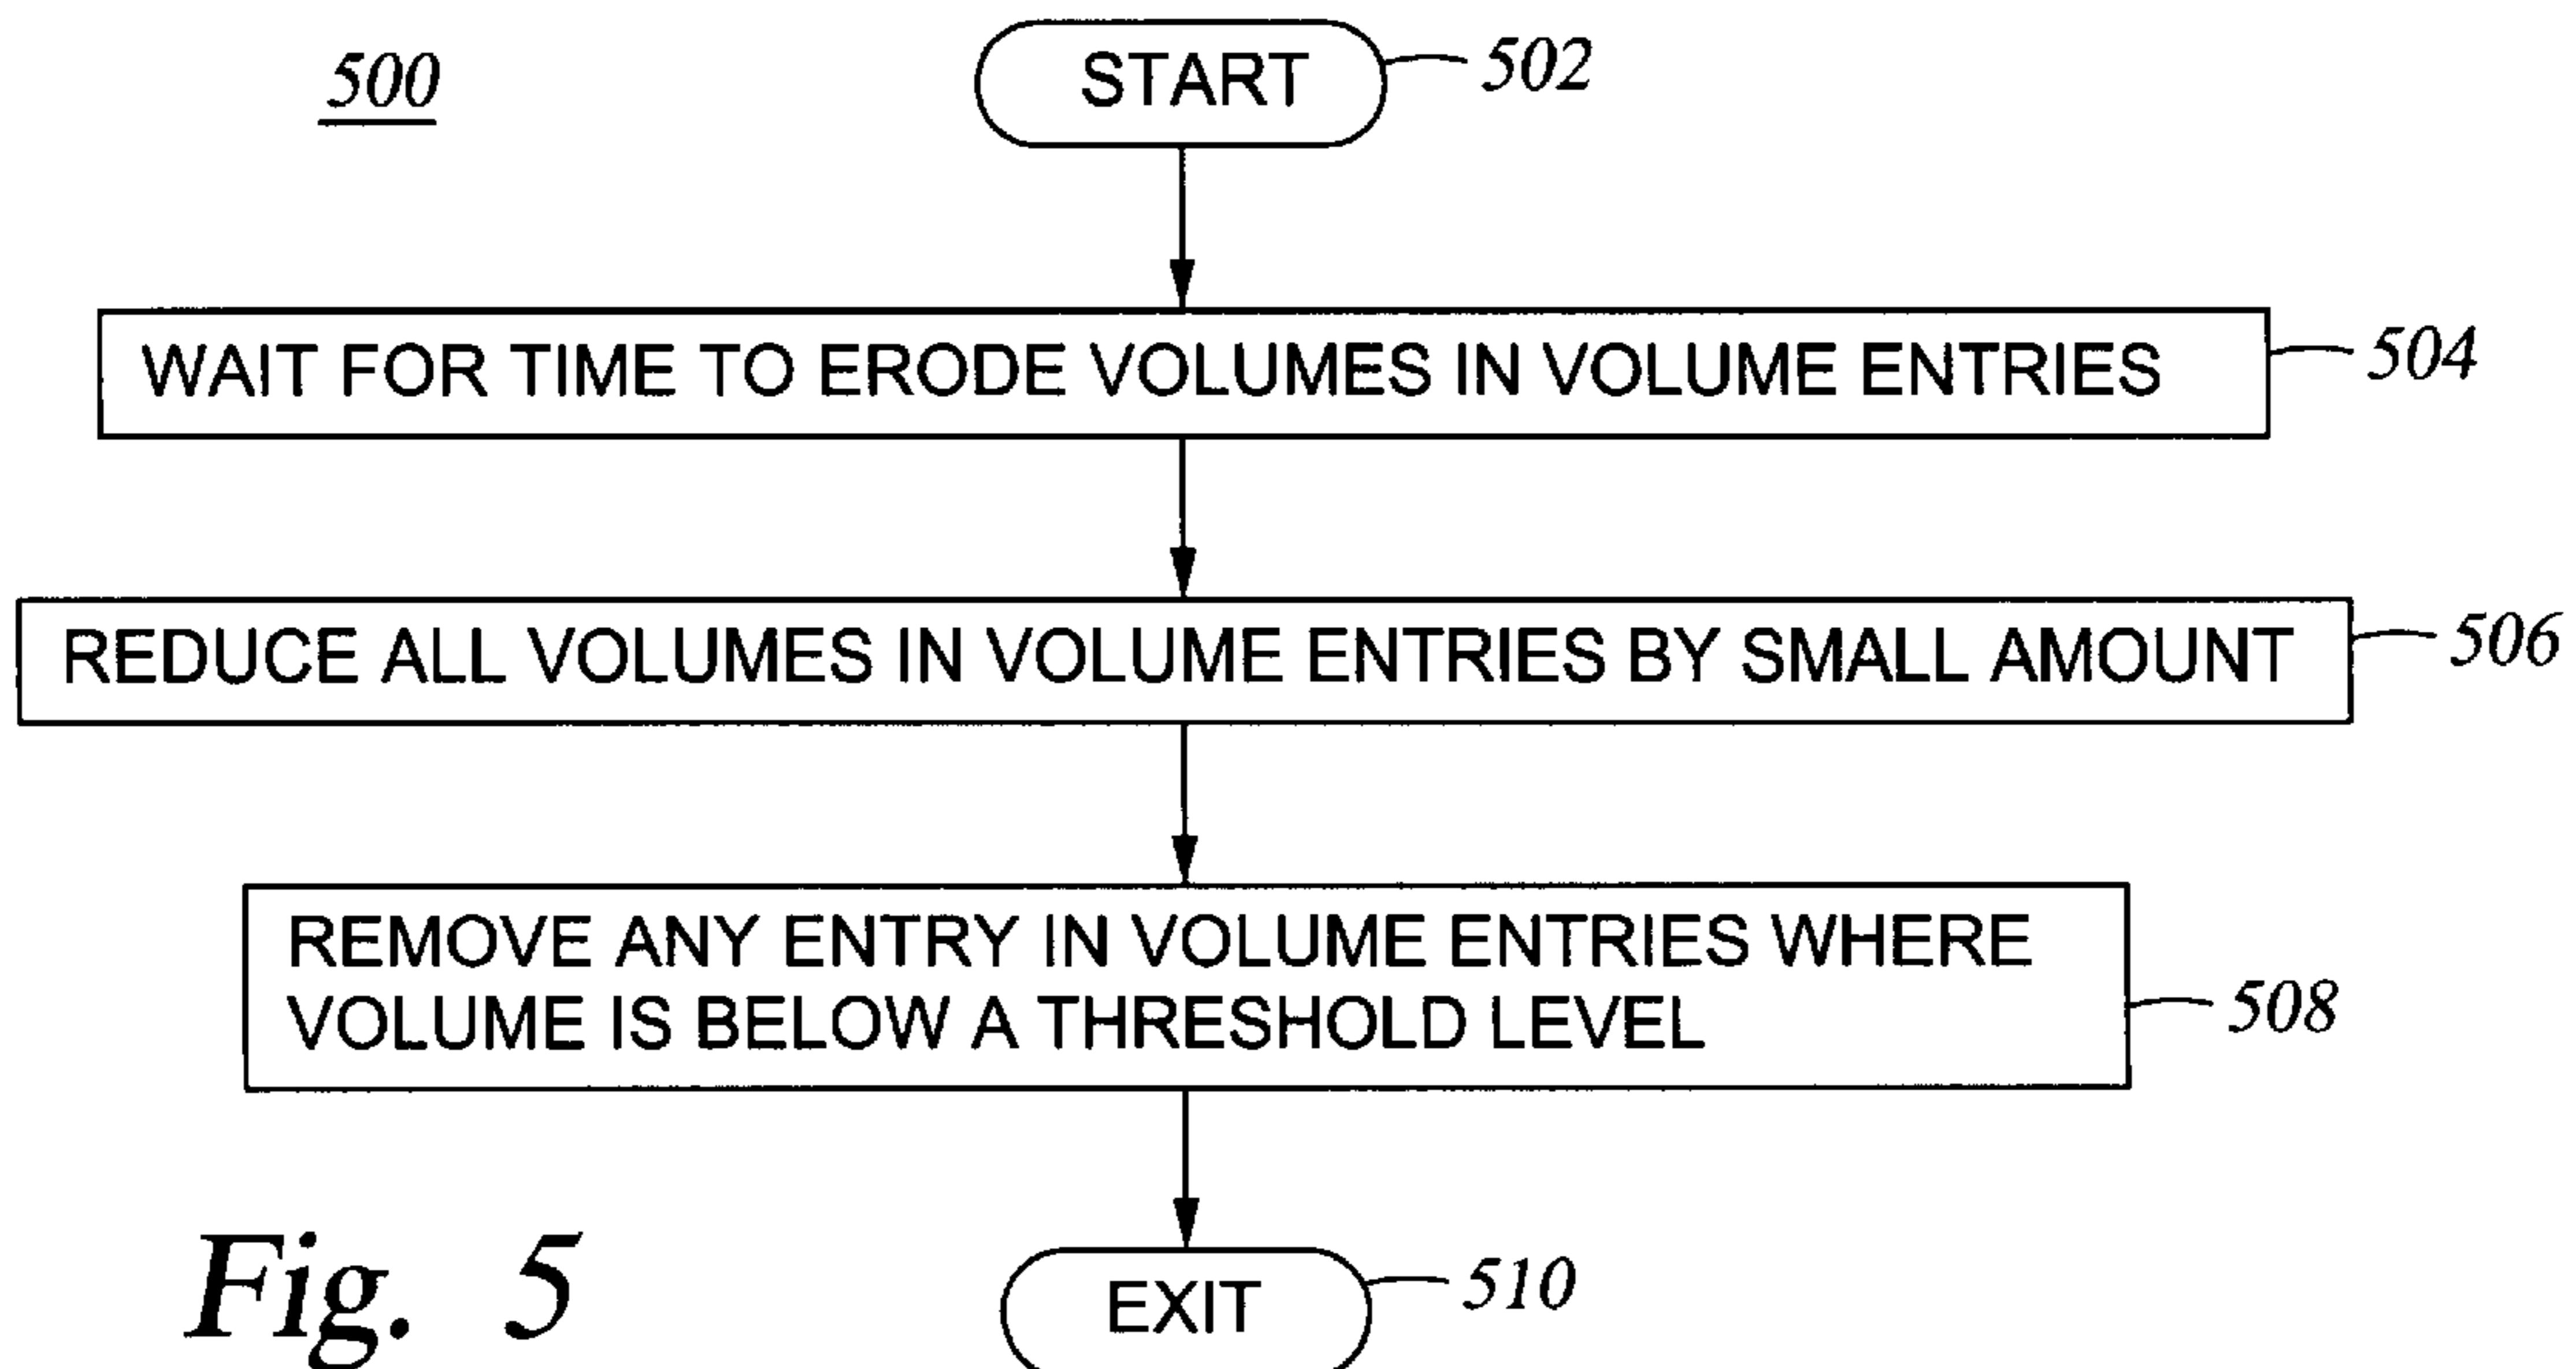 500
START
502
WAIT FOR TIME TO ERODE VOLUMES IN VOLUME ENTRIES
504
REDUCE ALL VOLUMES IN VOLUME ENTRIES BY SMALL AMOUNT
506
REMOVE ANY ENTRY IN VOLUME ENTRIES WHERE
VOLUME IS BELOW A THRESHOLD LEVEL
508
EXIT
510
Fig. 5